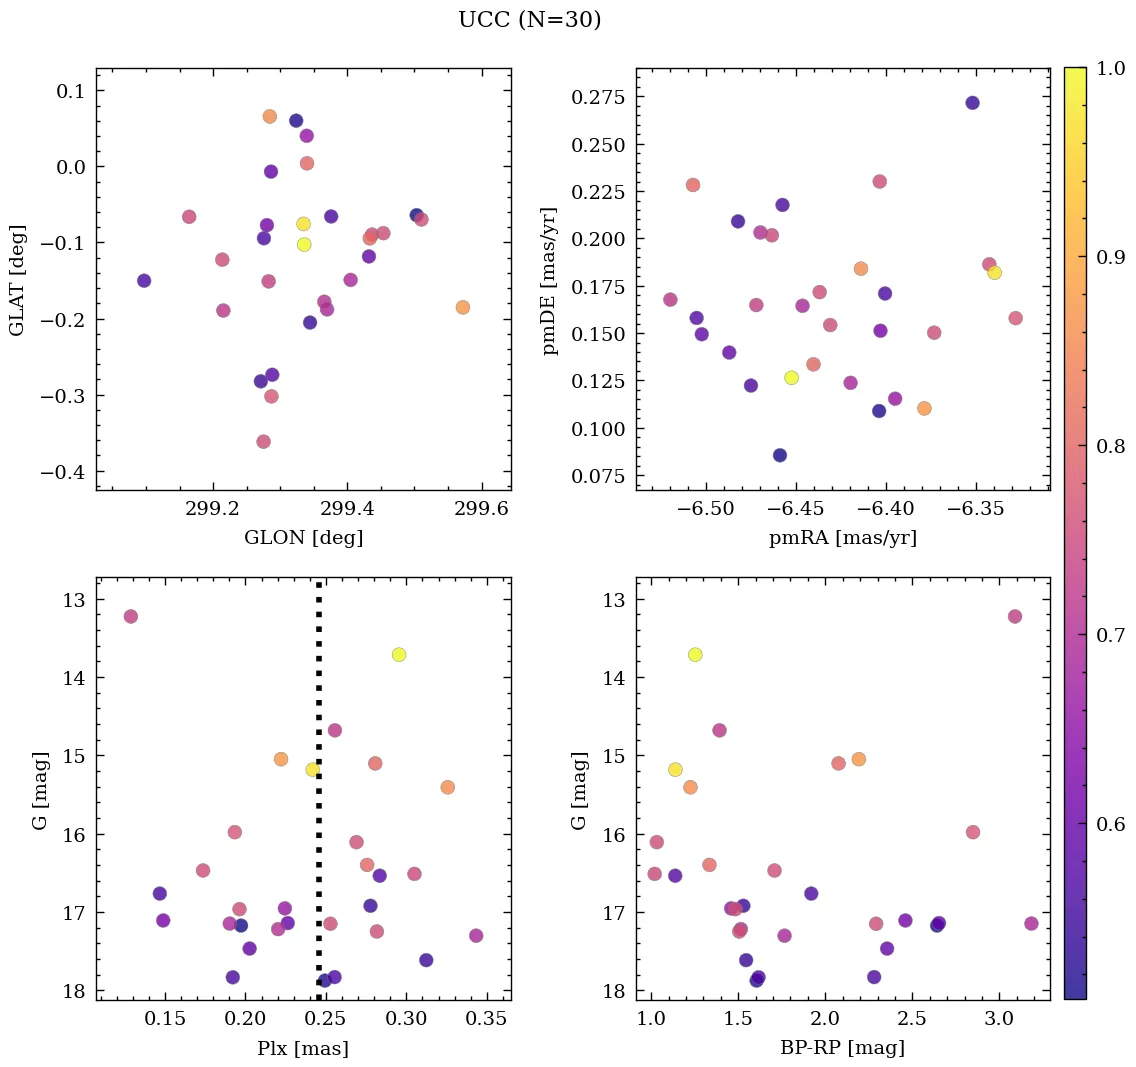 UCC (N=30)
0.1
0.0
−0.1
−0.2
−0.3
−0.4
GLAT [deg]
299.2 299.4 299.6
GLON [deg]
0.275
0.250
0.225
0.200
0.175
0.150
0.125
0.100
0.075
pmDE [mas/yr]
−6.50 −6.45 −6.40 −6.35
pmRA [mas/yr]
13
14
15
16
17
18
G [mag]
0.15 0.20 0.25 0.30 0.35
Plx [mas]
13
14
15
16
17
18
G [mag]
1.0 1.5 2.0 2.5 3.0
BP-RP [mag]
1.0
0.9
0.8
0.7
0.6